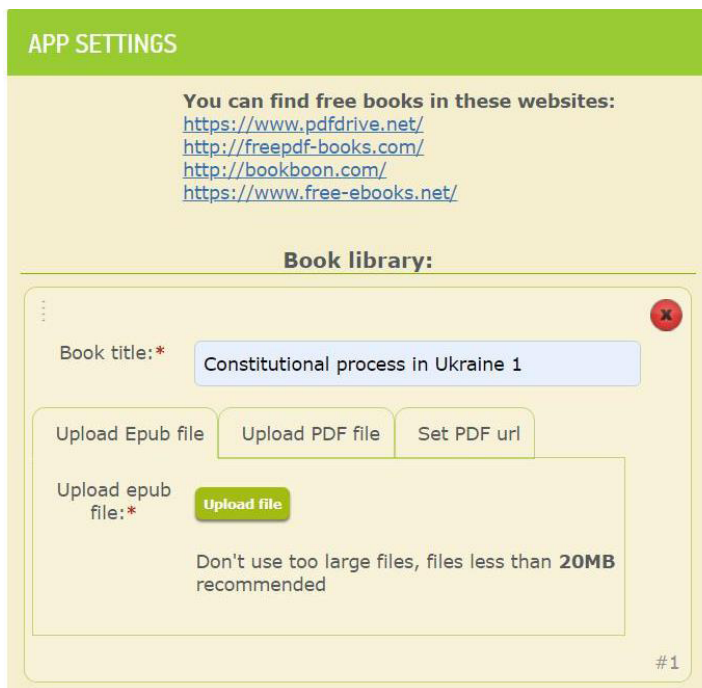 APP SETTINGS
You can find free books in these websites:
https://www.pdfdrive.net/
http://freepdf-books.com/
http://bookboon.com/
https://www.free-ebooks.net/
Book library:
x
Book title:*
Constitutional process in Ukraine 1
Upload Epub file
Upload PDF file
Set PDF url
Upload epub
file:*
Upload file
Don't use too large files, files less than 20MB
recommended
#1